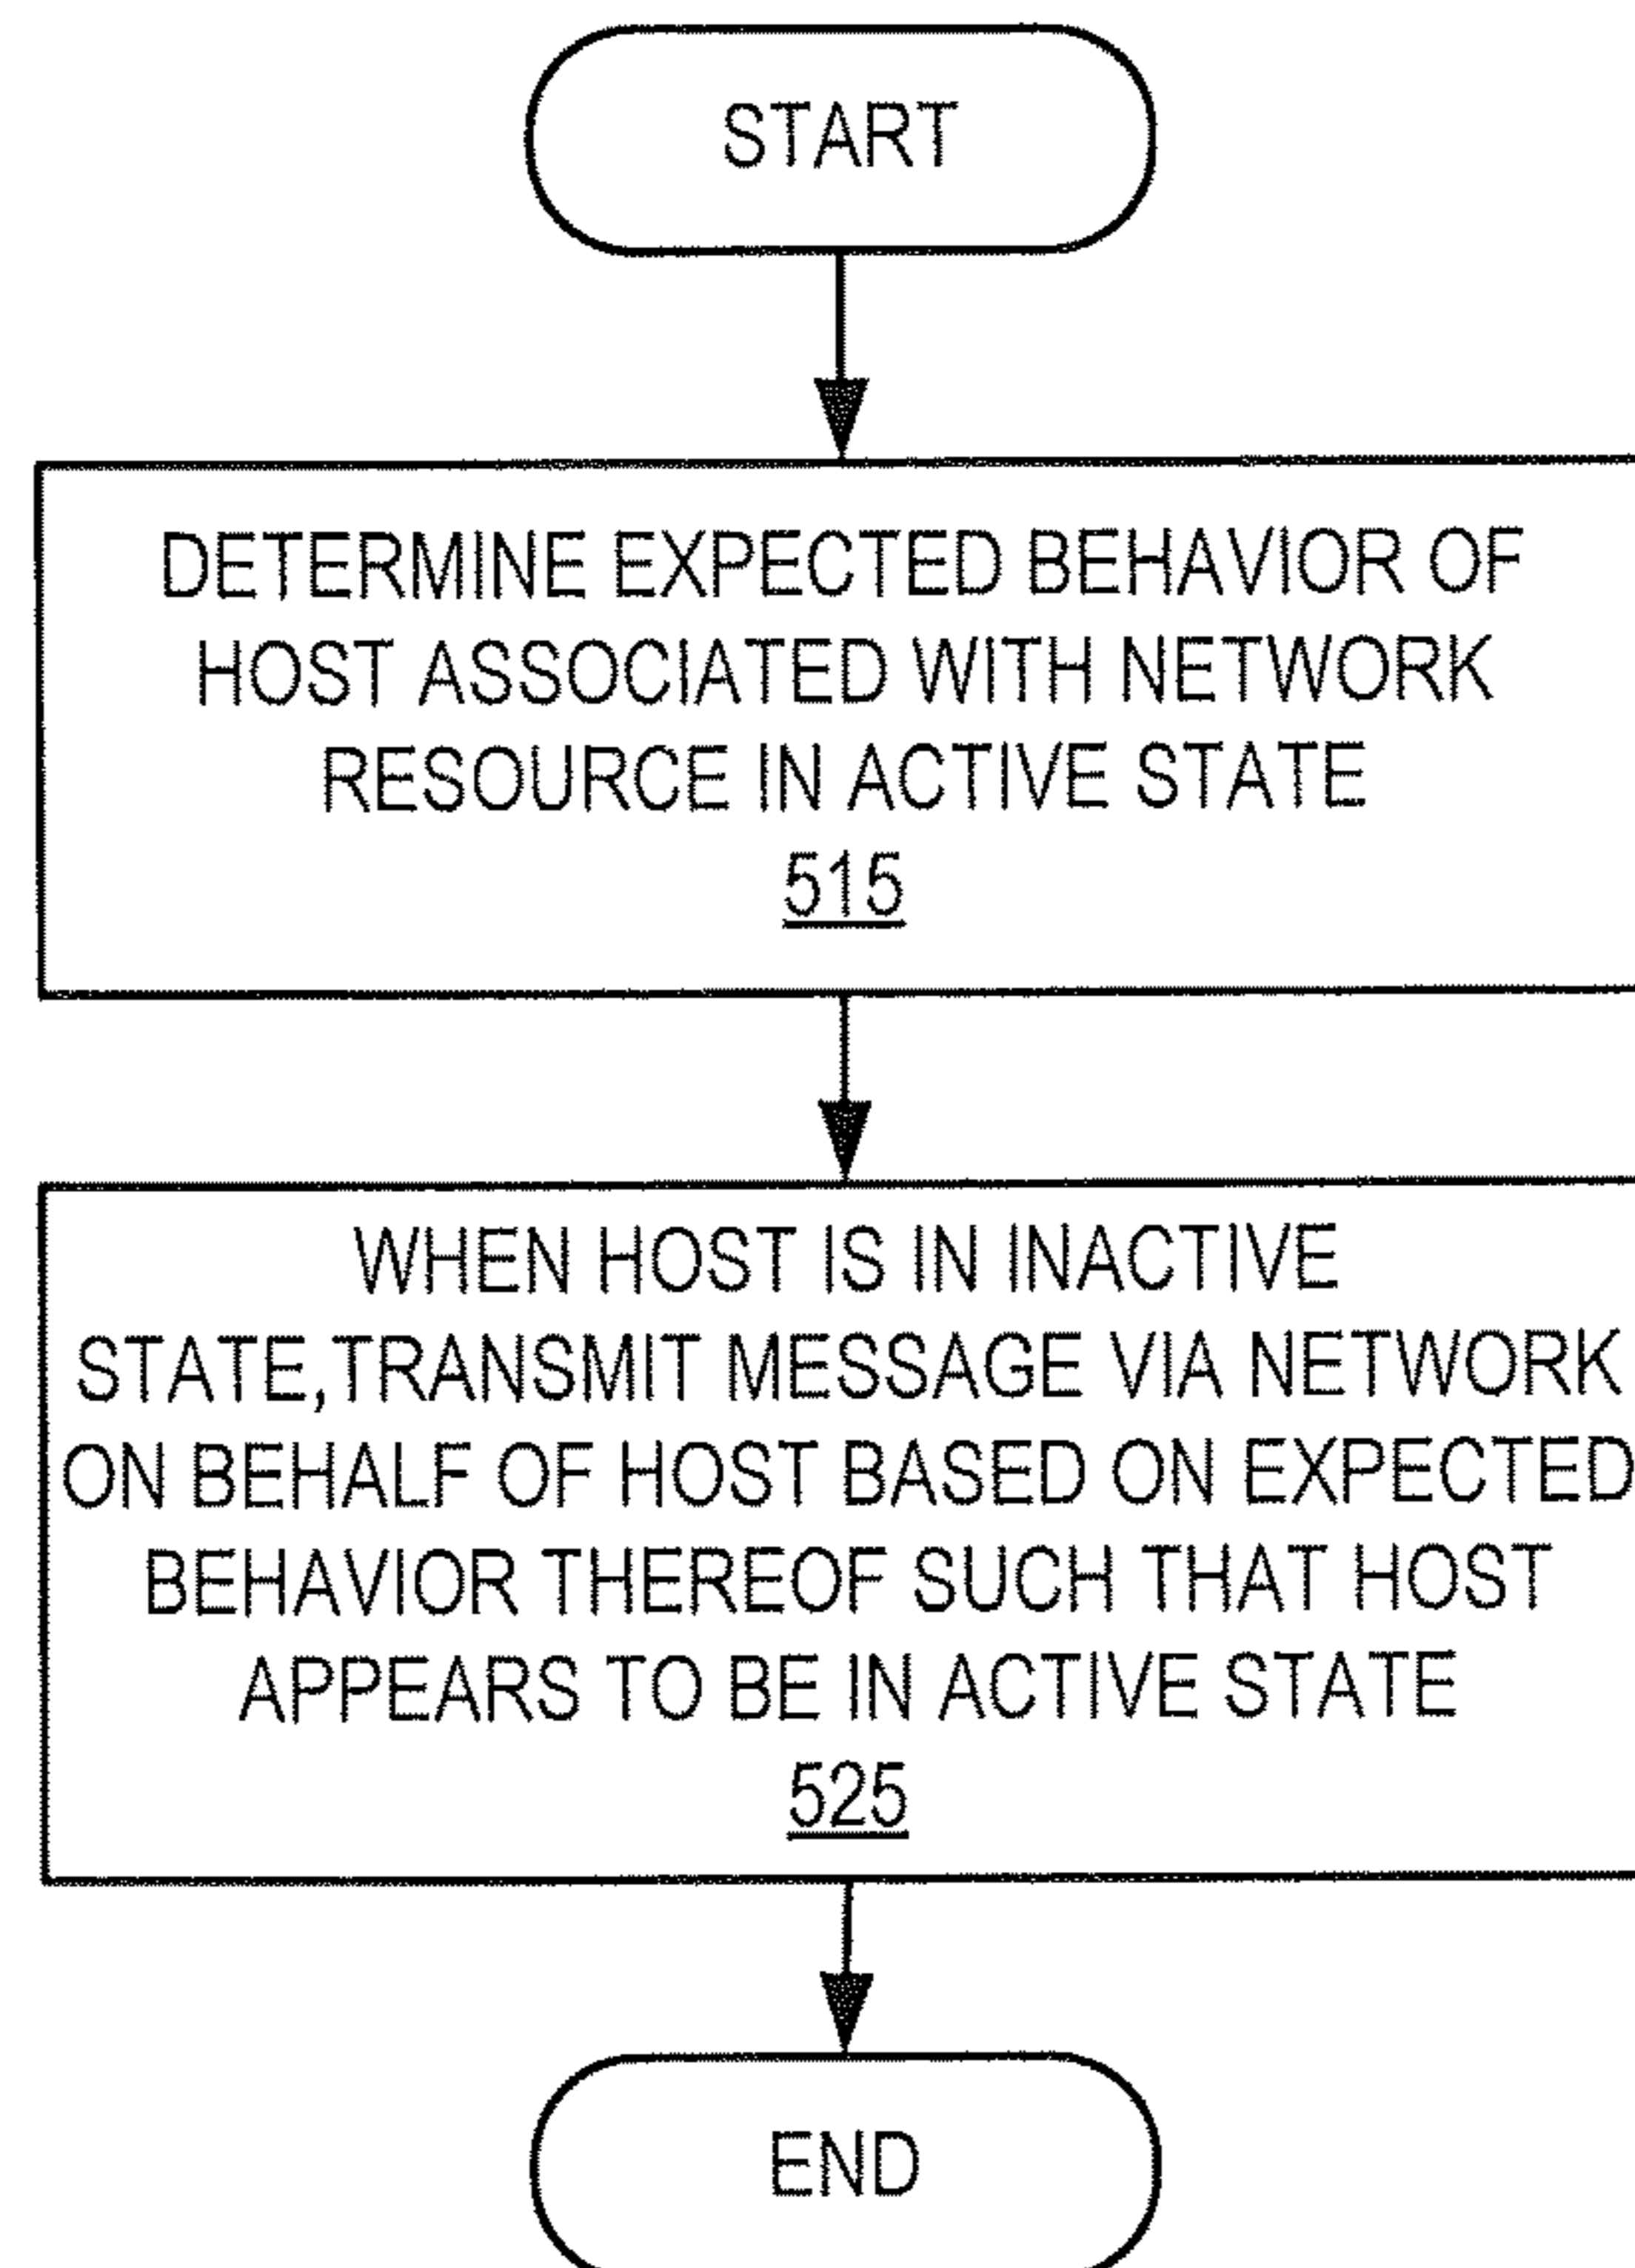 START
DETERMINE EXPECTED BEHAVIOR OF
HOST ASSOCIATED WITH NETWORK
RESOURCE IN ACTIVE STATE
515
WHEN HOST IS IN INACTIVE
STATE,TRANSMIT MESSAGE VIA NETWORK
ON BEHALF OF HOST BASED ON EXPECTED
BEHAVIOR THEREOF SUCH THAT HOST
APPEARS TO BE IN ACTIVE STATE
525
END